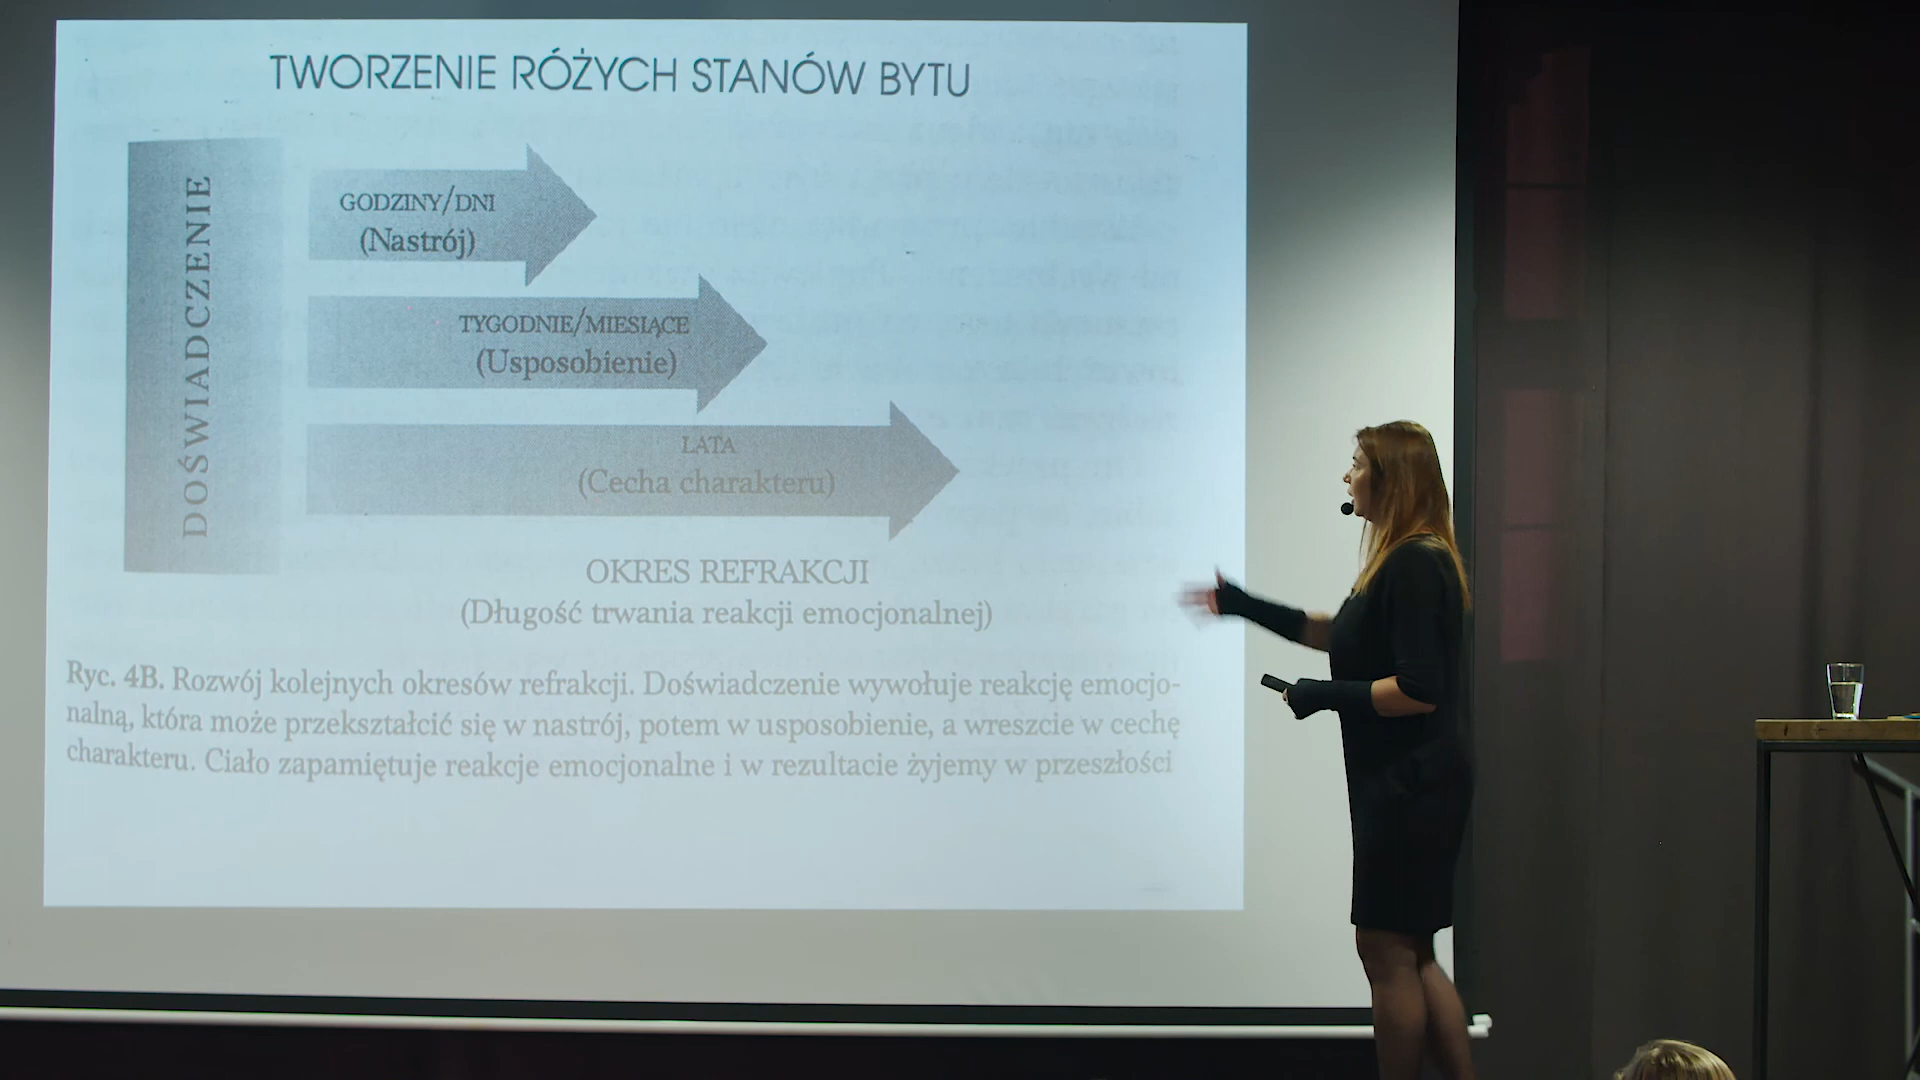 TWORZENIE RÓŻYCH STANÓW BYTU
DOŚWIADCZENIE
GODZINY/DNI
(Nastrój)
TYGODNIE/MIESIĄCE
(Usposobienie)
LATA
(Cecha charakteru)
OKRES REFRAKCJI
(Długość trwania reakcji emocjonalnej)
Ryc. 4B. Rozwój kolejnych okresów refrakcji. Doświadczenie wywołuje reakcję emocjo-
nalną, która może przekształcić się w nastrój, potem w usposobienie, a wreszcie w cechę
charakteru. Ciało zapamiętuje reakcje emocjonalne i w rezultacie żyjemy w przeszłości